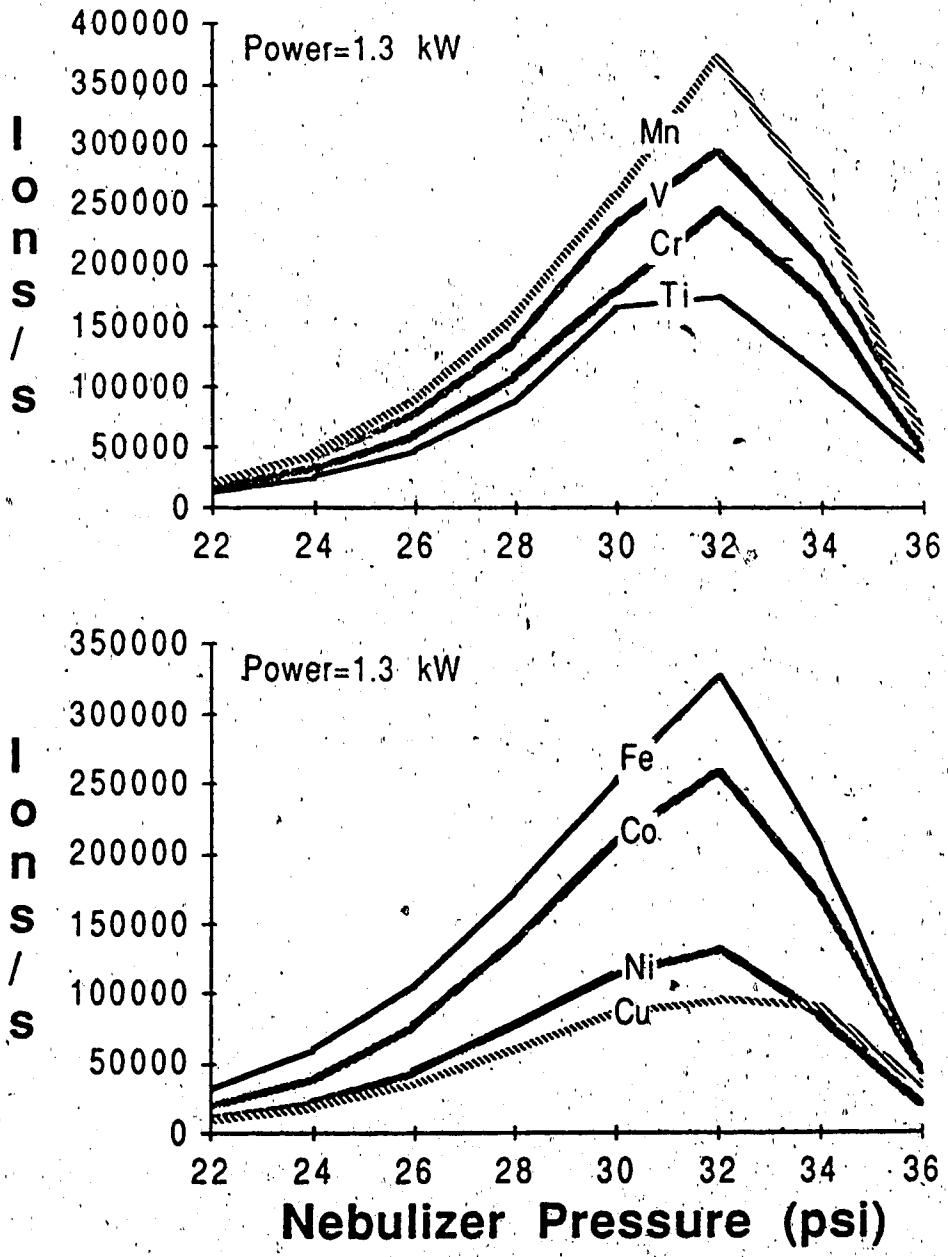 400000
350000
300000
250000
200000
150000
100000
50000
0
Power=1.3 kW
Mn
V
Cr
Ti
Ions/s
22 24 26 28 30 32 34 36
350000
300000
250000
200000
150000
100000
50000
0
Power=1.3 kW
Fe
Co
Ni
Cu
Ions/s
22 24 26 28 30 32 34 36
Nebulizer Pressure (psi)